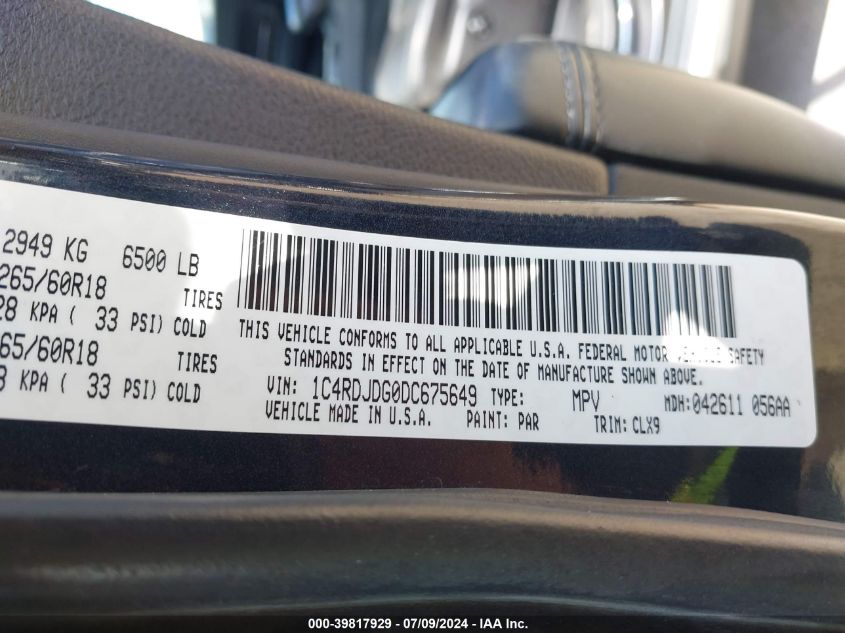 2949 KG 6500 LB
265/60R18 TIRES
28 KPA ( 33 PSI) COLD
65/60R18 TIRES
8 KPA ( 33 PSI) COLD
THIS VEHICLE CONFORMS TO ALL APPLICABLE U.S.A. FEDERAL MOTOR VEHICLE SAFETY
STANDARDS IN EFFECT ON THE DATE OF MANUFACTURE SHOWN ABOVE.
VIN: 1C4RDJDG0DC675649 TYPE: MPV MDH: 042611 056AA
VEHICLE MADE IN U.S.A. PAINT: PAR TRIM: CLX9
000-39817929 - 07/09/2024 - IAA Inc.